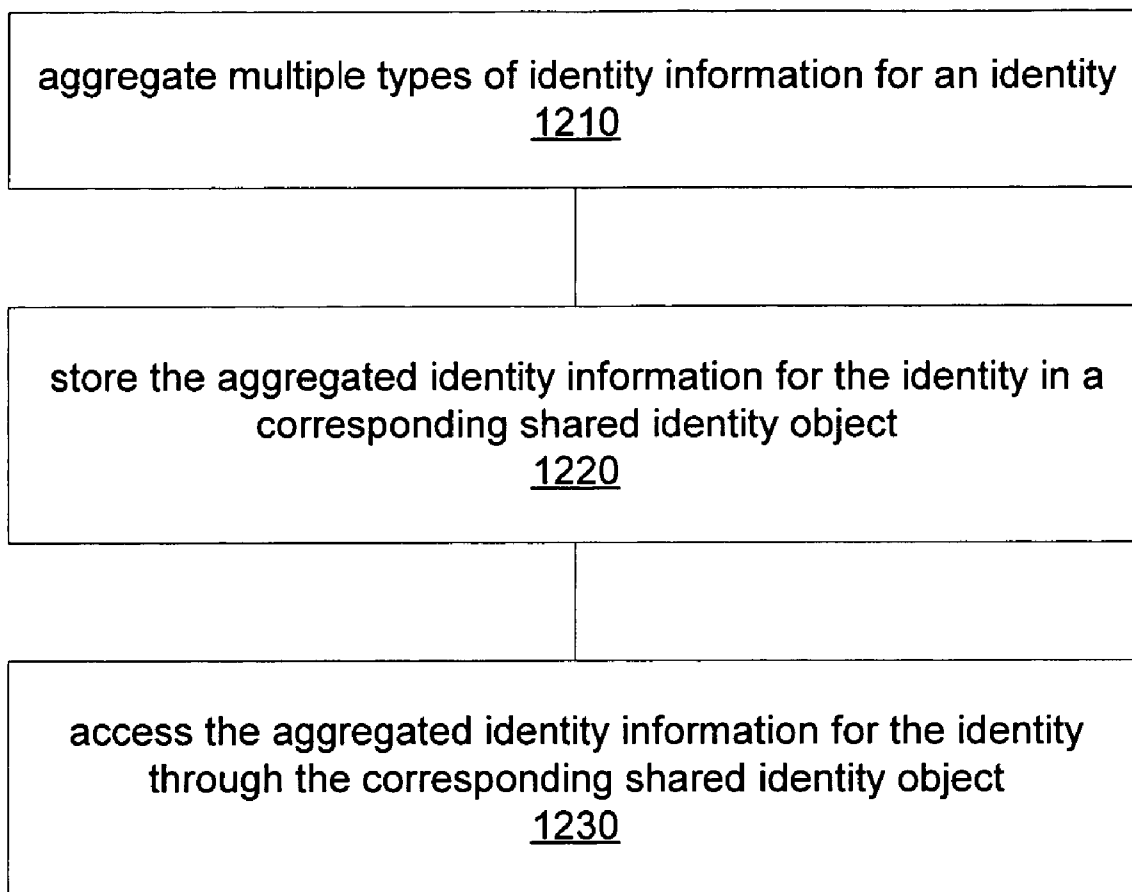 aggregate multiple types of identity information for an identity
1210
store the aggregated identity information for the identity in a
corresponding shared identity object
1220
access the aggregated identity information for the identity
through the corresponding shared identity object
1230